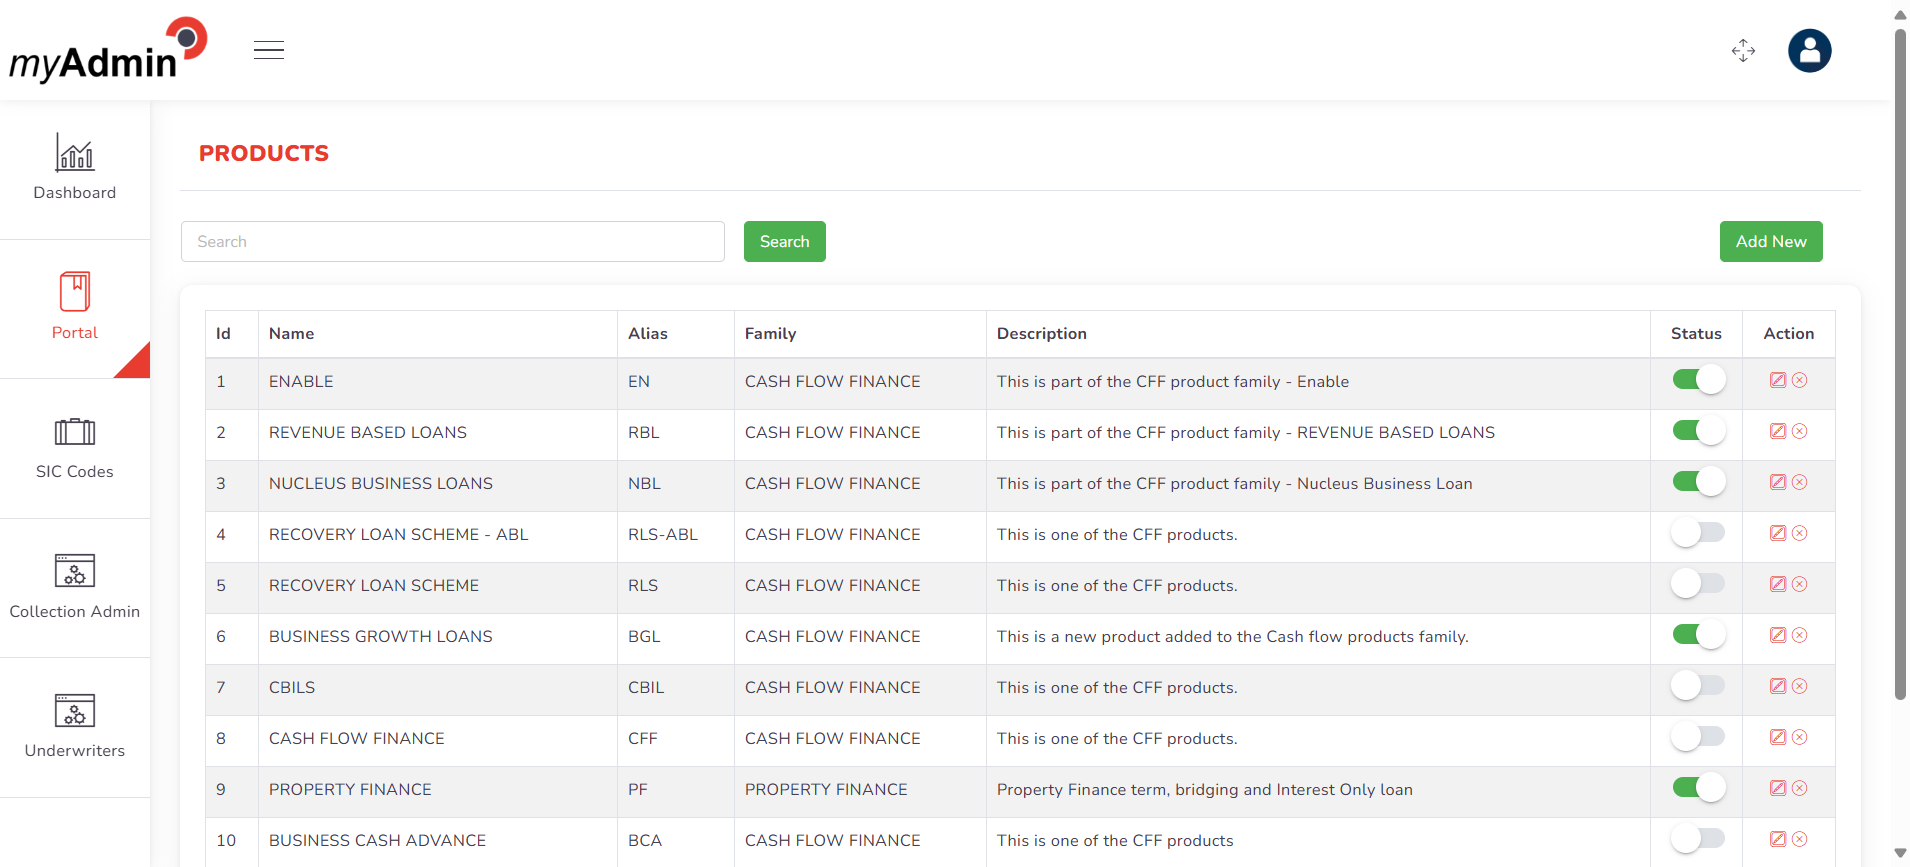 myAdmin
Dashboard
Portal
SIC Codes
Collection Admin
Underwriters
PRODUCTS
Search Search Add New
Id Name Alias Family Description Status Action
1 ENABLE EN CASH FLOW FINANCE This is part of the CFF product family - Enable
2 REVENUE BASED LOANS RBL CASH FLOW FINANCE This is part of the CFF product family - REVENUE BASED LOANS
3 NUCLEUS BUSINESS LOANS NBL CASH FLOW FINANCE This is part of the CFF product family - Nucleus Business Loan
4 RECOVERY LOAN SCHEME - ABL RLS-ABL CASH FLOW FINANCE This is one of the CFF products.
5 RECOVERY LOAN SCHEME RLS CASH FLOW FINANCE This is one of the CFF products.
6 BUSINESS GROWTH LOANS BGL CASH FLOW FINANCE This is a new product added to the Cash flow products family.
7 CBILS CBIL CASH FLOW FINANCE This is one of the CFF products.
8 CASH FLOW FINANCE CFF CASH FLOW FINANCE This is one of the CFF products.
9 PROPERTY FINANCE PF PROPERTY FINANCE Property Finance term, bridging and Interest Only loan
10 BUSINESS CASH ADVANCE BCA CASH FLOW FINANCE This is one of the CFF products